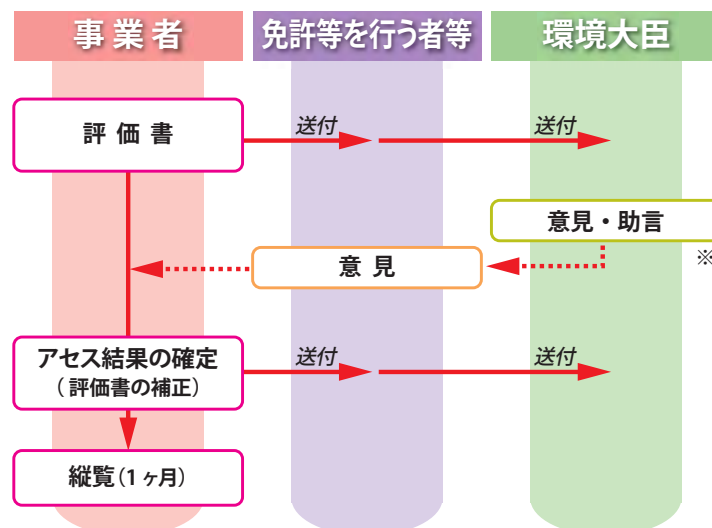 事業者
免許等を行う者等
環境大臣
評価書
送付
送付
意見・助言
※
意見
アセス結果の確定
(評価書の補正)
送付
送付
縦覧(1ヶ月)